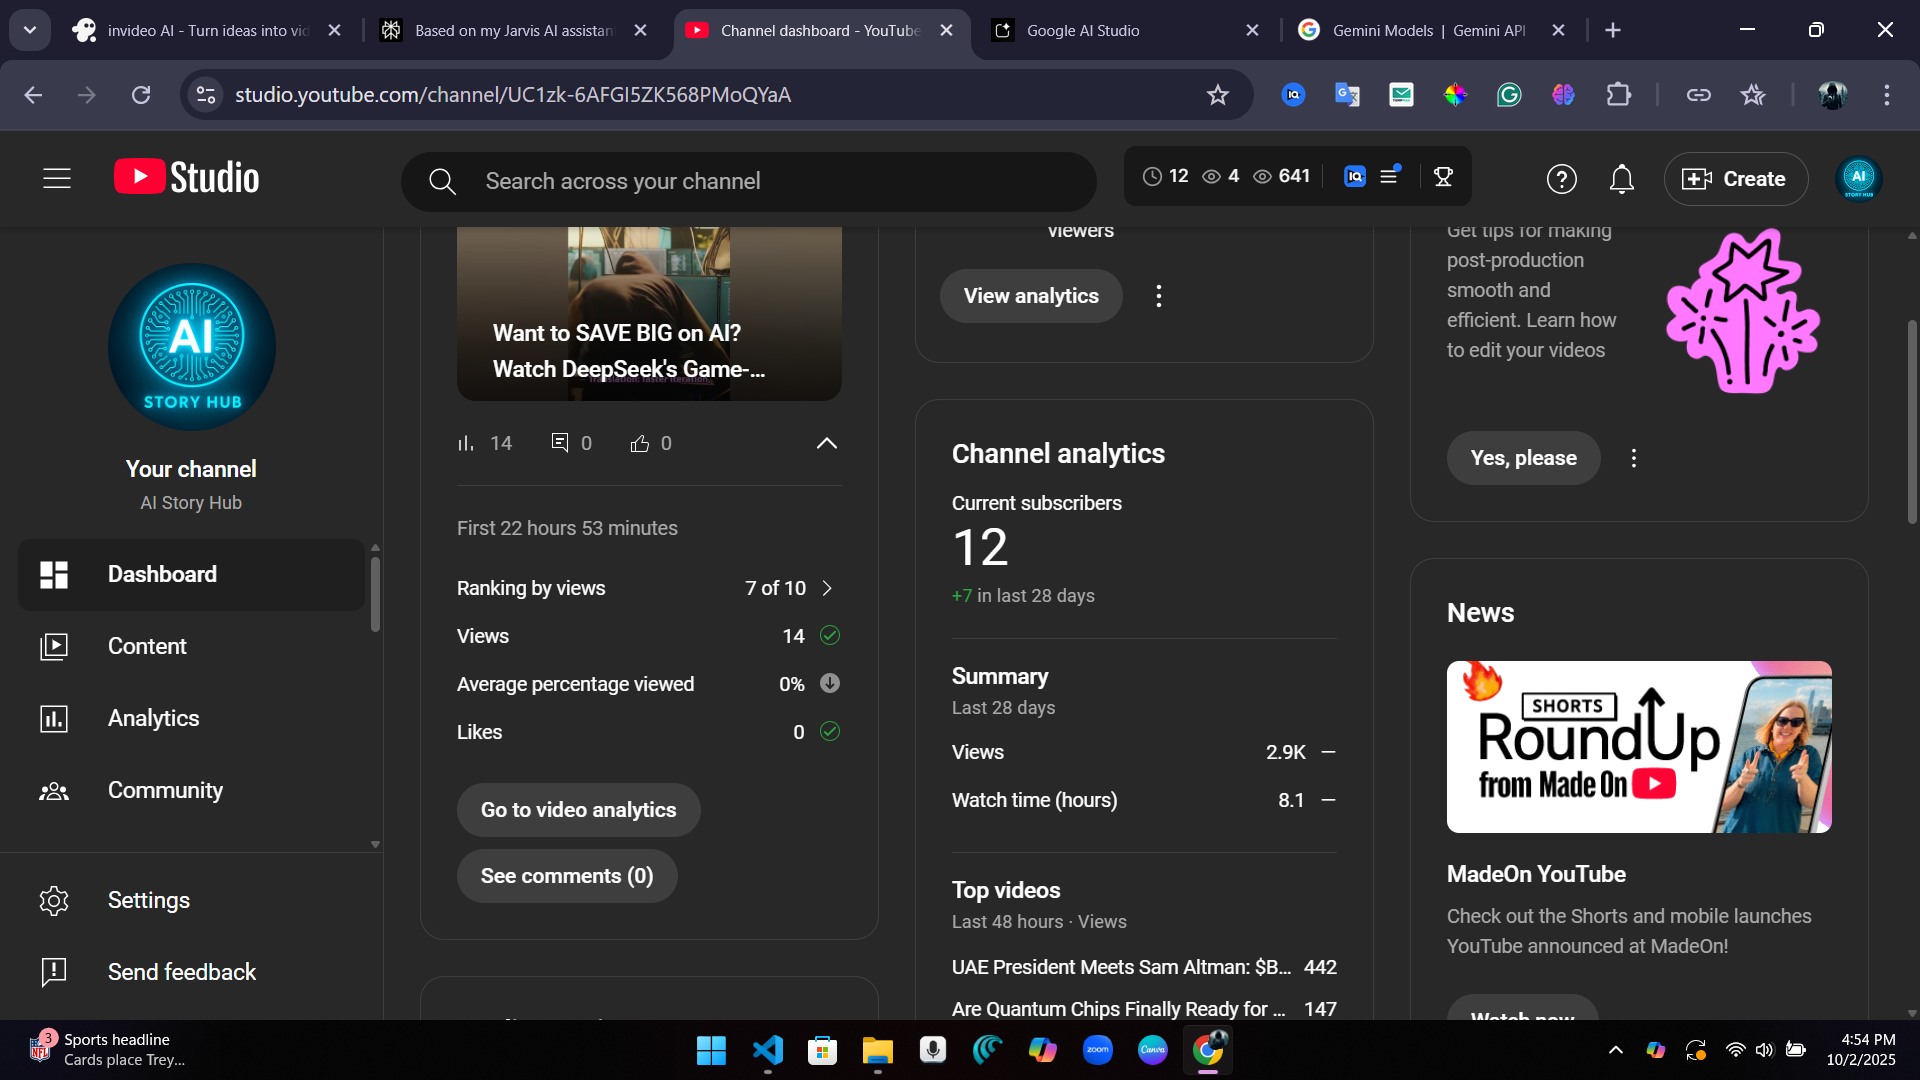 invideo AI - Turn ideas into vid
Based on my Jarvis AI assistan
Channel dashboard - YouTube
Google AI Studio
Gemini Models | Gemini API
studio.youtube.com/channel/UC1zk-6AFGI5ZK568PMoQYaA
Studio
Search across your channel
12
4
641
IQ
Create
AI
STORY HUB
Your channel
AI Story Hub
Dashboard
Content
Analytics
Community
Settings
Send feedback
Want to SAVE BIG on AI?
Watch DeepSeek's Game-...
Translation: faster iteration.
14
0
0
First 22 hours 53 minutes
Ranking by views 7 of 10
Views 14
Average percentage viewed 0%
Likes 0
Go to video analytics
See comments (0)
viewers
View analytics
Channel analytics
Current subscribers
12
+7 in last 28 days
Summary
Last 28 days
Views 2.9K —
Watch time (hours) 8.1 —
Top videos
Last 48 hours · Views
UAE President Meets Sam Altman: $B... 442
Are Quantum Chips Finally Ready for ... 147
Get tips for making
post-production
smooth and
efficient. Learn how
to edit your videos
Yes, please
News
SHORTS
RoundUp
from Made On
MadeOn YouTube
Check out the Shorts and mobile launches
YouTube announced at MadeOn!
Watch now
3
NFL
Sports headline
Cards place Trey...
zoom
Canva
4:54 PM
10/2/2025